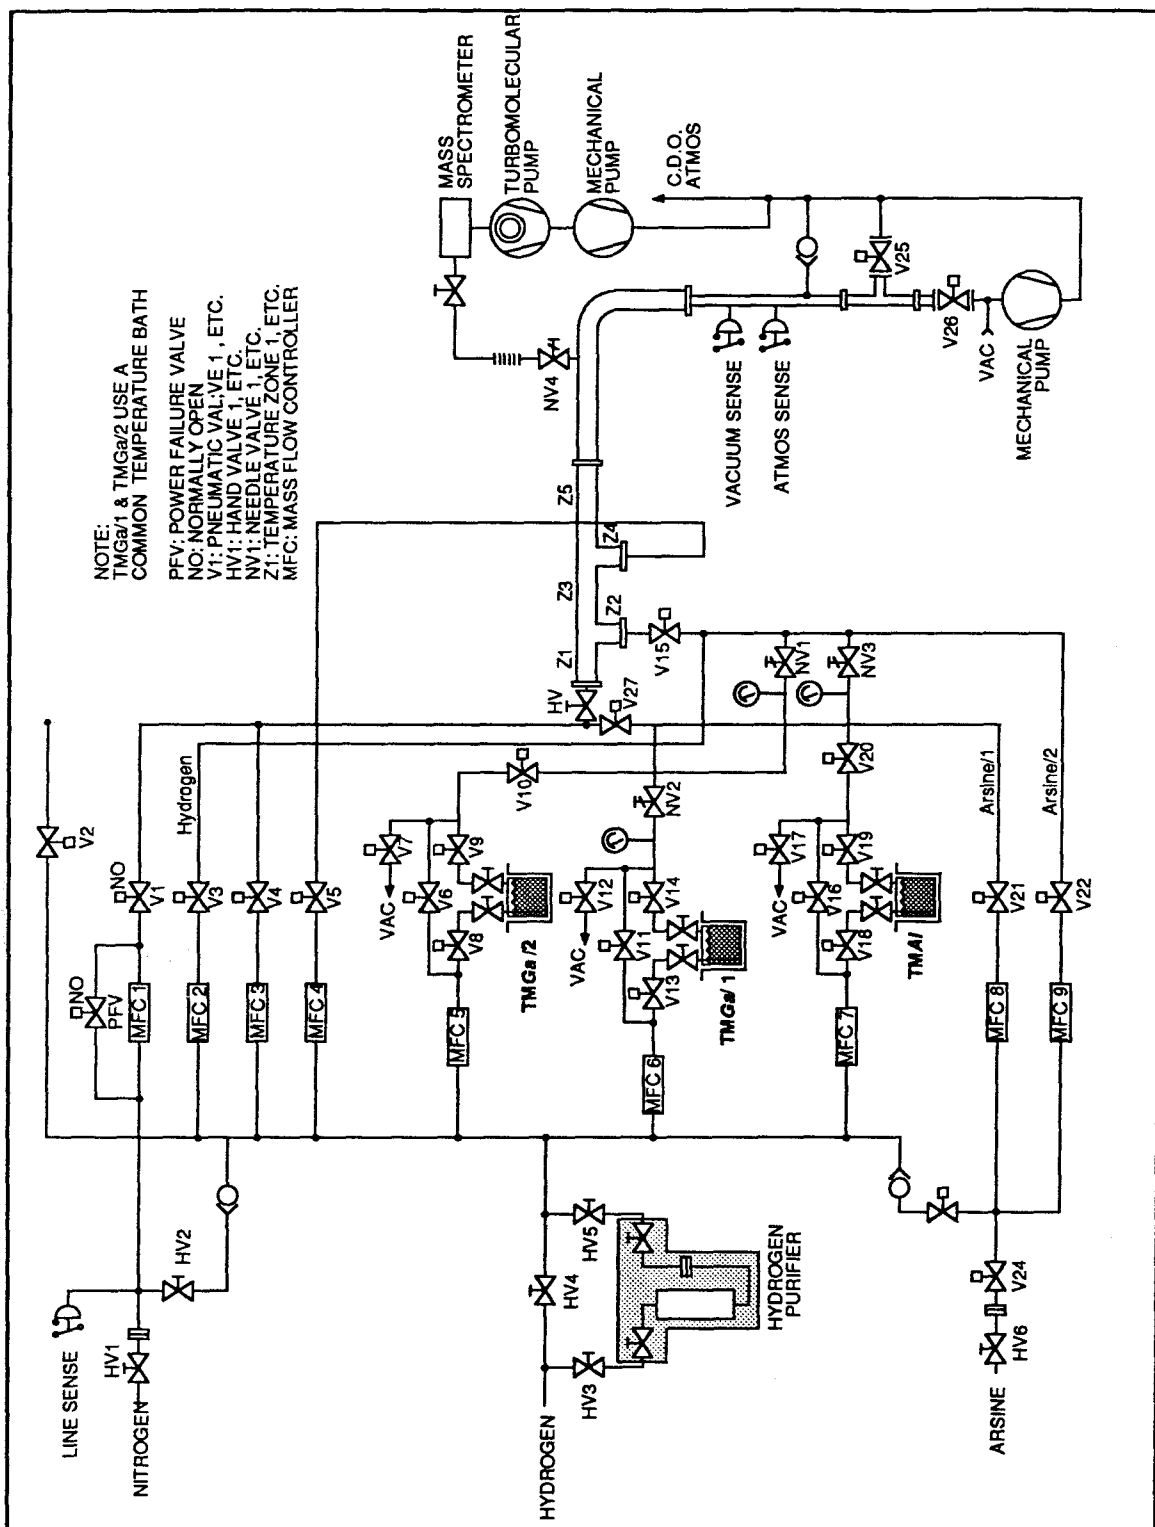 NOTE:
TMGa/1 & TMGa/2 USE A
COMMON TEMPERATURE BATH
PFV: POWER FAILURE VALVE
NO: NORMALLY OPEN
V1: PNEUMATIC VAL;VE 1 , ETC.
HV1: HAND VALVE 1, ETC.
NV1: NEEDLE VALVE 1, ETC.
Z1: TEMPERATURE ZONE 1, ETC.
MFC: MASS FLOW CONTROLLER
LINE SENSE
HV1
NITROGEN
HV2
NO
PFV
MFC 1
NO
V1
V2
MFC 2
V3
Hydrogen
MFC 3
V4
MFC 4
V5
MFC 5
V8
V6
V7
V9
VAC
TMGa /2
V10
HYDROGEN
HV3
HV4
HV5
HYDROGEN
PURIFIER
MFC 6
V13
V11
V12
V14
VAC
TMGa/ 1
NV2
MFC 7
V18
V16
V17
V19
VAC
TMAl
V20
NV1
NV3
ARSINE
HV6
V24
MFC 8
V21
Arsine/1
MFC 9
V22
Arsine/2
HV
V27
V15
Z1
Z2
Z3
Z4
Z5
NV4
MASS
SPECTROMETER
TURBOMOLECULAR
PUMP
MECHANICAL
PUMP
C.D.O.
ATMOS
VACUUM SENSE
ATMOS SENSE
V25
V26
VAC
MECHANICAL
PUMP